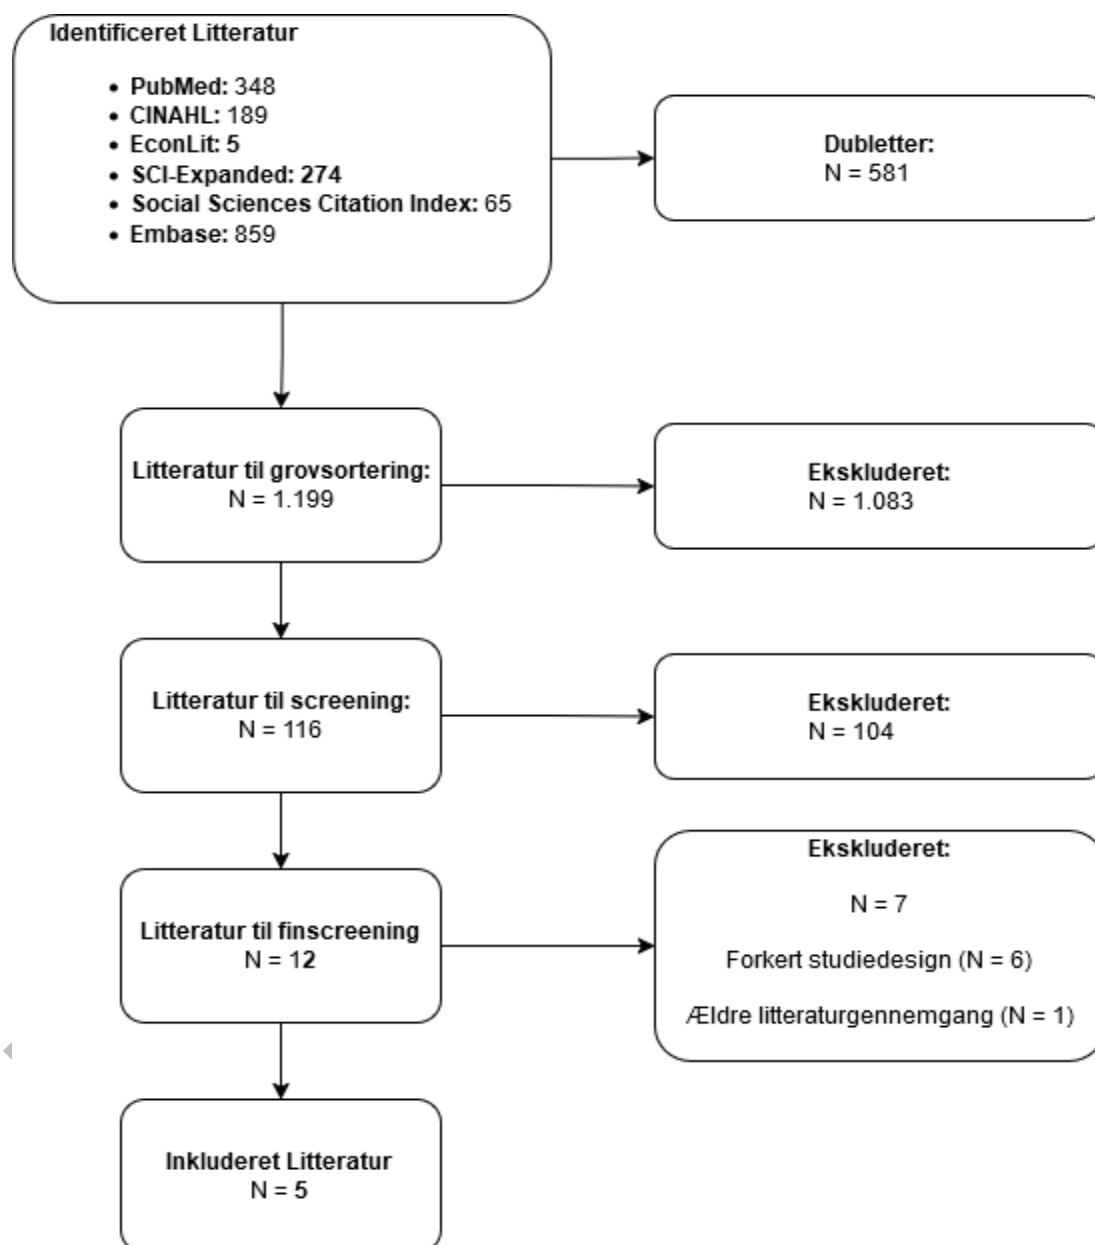 Identificeret Litteratur
• PubMed: 348
• CINAHL: 189
• EconLit: 5
• SCI-Expanded: 274
• Social Sciences Citation Index: 65
• Embase: 859
Dubletter:
N = 581
Litteratur til grovsortering:
N = 1.199
Ekskluderet:
N = 1.083
Litteratur til screening:
N = 116
Ekskluderet:
N = 104
Litteratur til finscreening
N = 12
Ekskluderet:
N = 7
Forkert studiedesign (N = 6)
Ældre litteraturgennemgang (N = 1)
Inkluderet Litteratur
N = 5